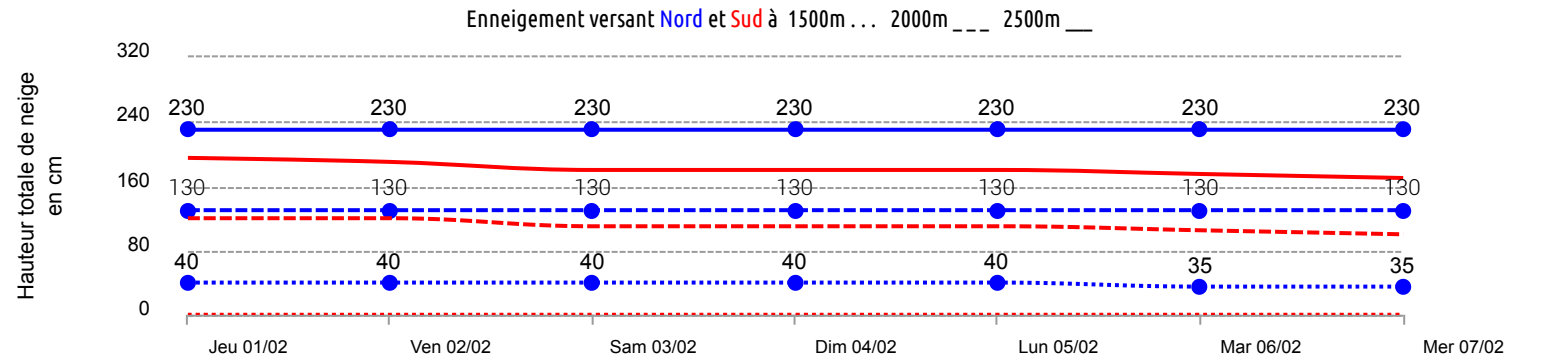 Enneigement versant Nord et Sud à 1500m . . . 2000m _ _ _ 2500m __
Hauteur totale de neige
en cm
320
240
160
80
0
230 230 230 230 230 230 230
130 130 130 130 130 130 130
40 40 40 40 40 35 35
Jeu 01/02 Ven 02/02 Sam 03/02 Dim 04/02 Lun 05/02 Mar 06/02 Mer 07/02